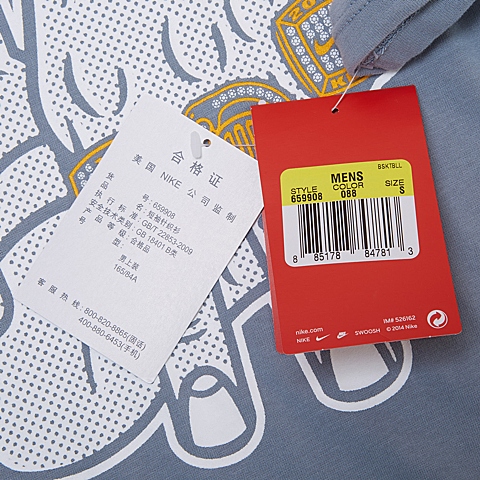 合格证
美国 NIKE 公司监制
货号: 659908
品名: 短袖针织衫
执行标准: GB/T 22853-2009
安全技术类别: GB 18401 B类
产品等级: 合格品
型:
男上装
165/84A
客服热线: 800-820-8865(固话)
400-880-6453(手机)
BSKTBLL
MENS
STYLE COLOR SIZE
659908 088 S
8 85178 84781 3
IM# 526162
nike.com
NIKE SWOOSH © 2014 Nike